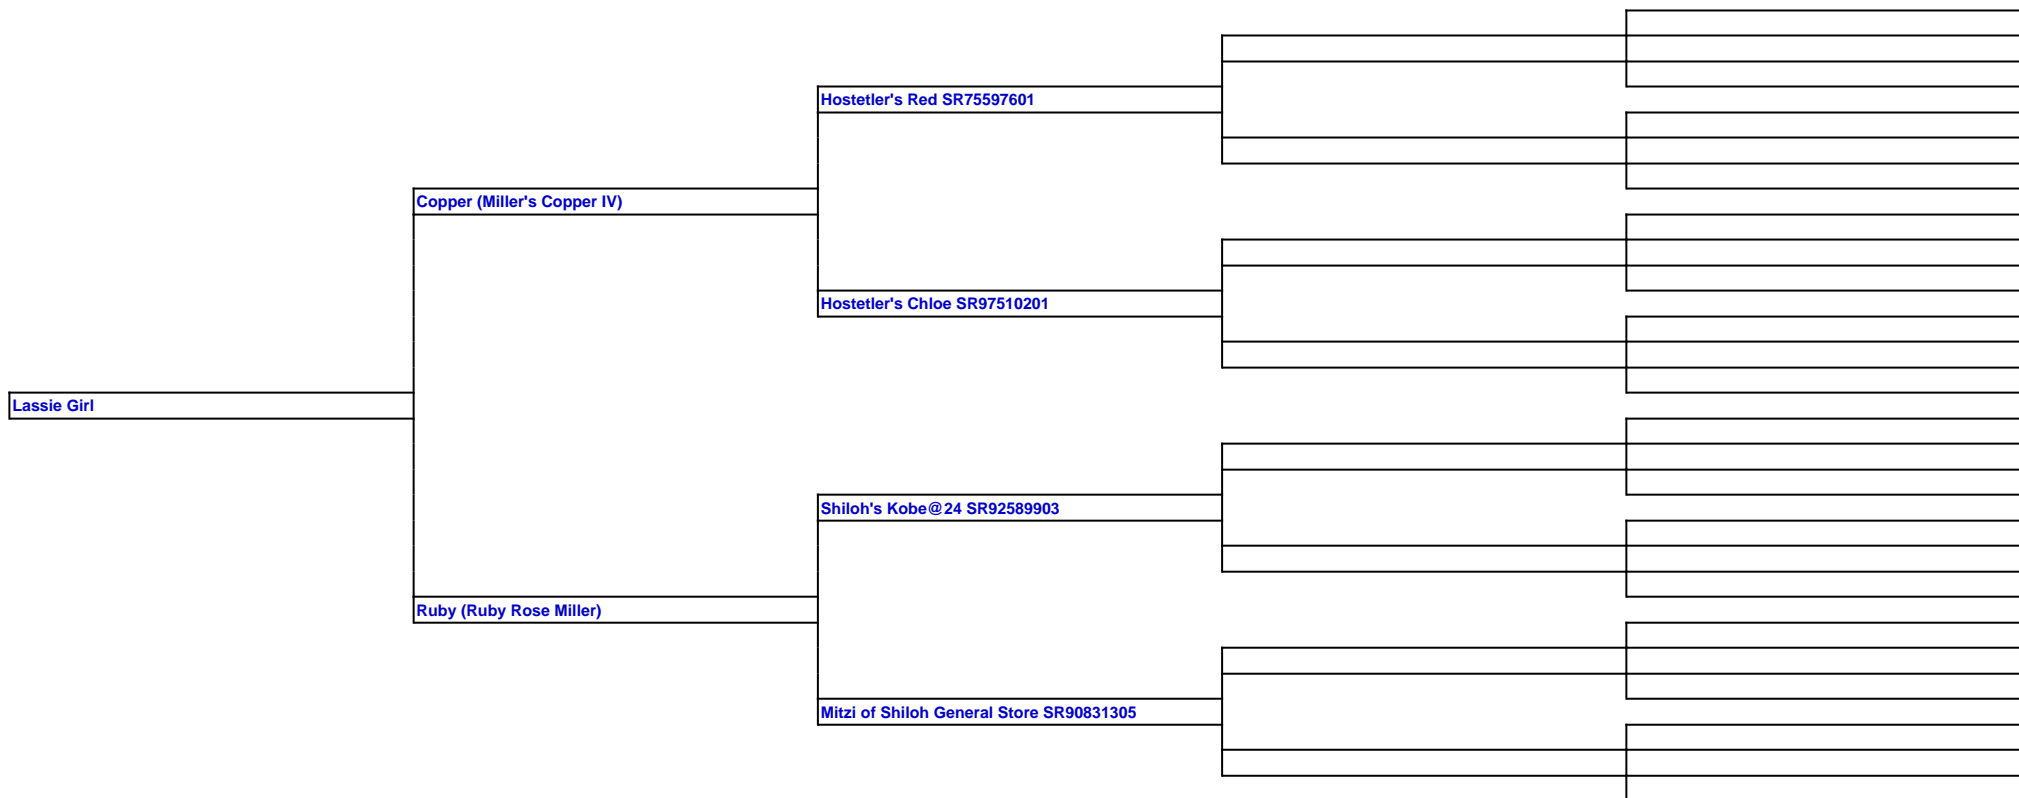 Hostetler's Red SR75597601
Copper (Miller's Copper IV)
Hostetler's Chloe SR97510201
Lassie Girl
Shiloh's Kobe@24 SR92589903
Ruby (Ruby Rose Miller)
Mitzi of Shiloh General Store SR90831305